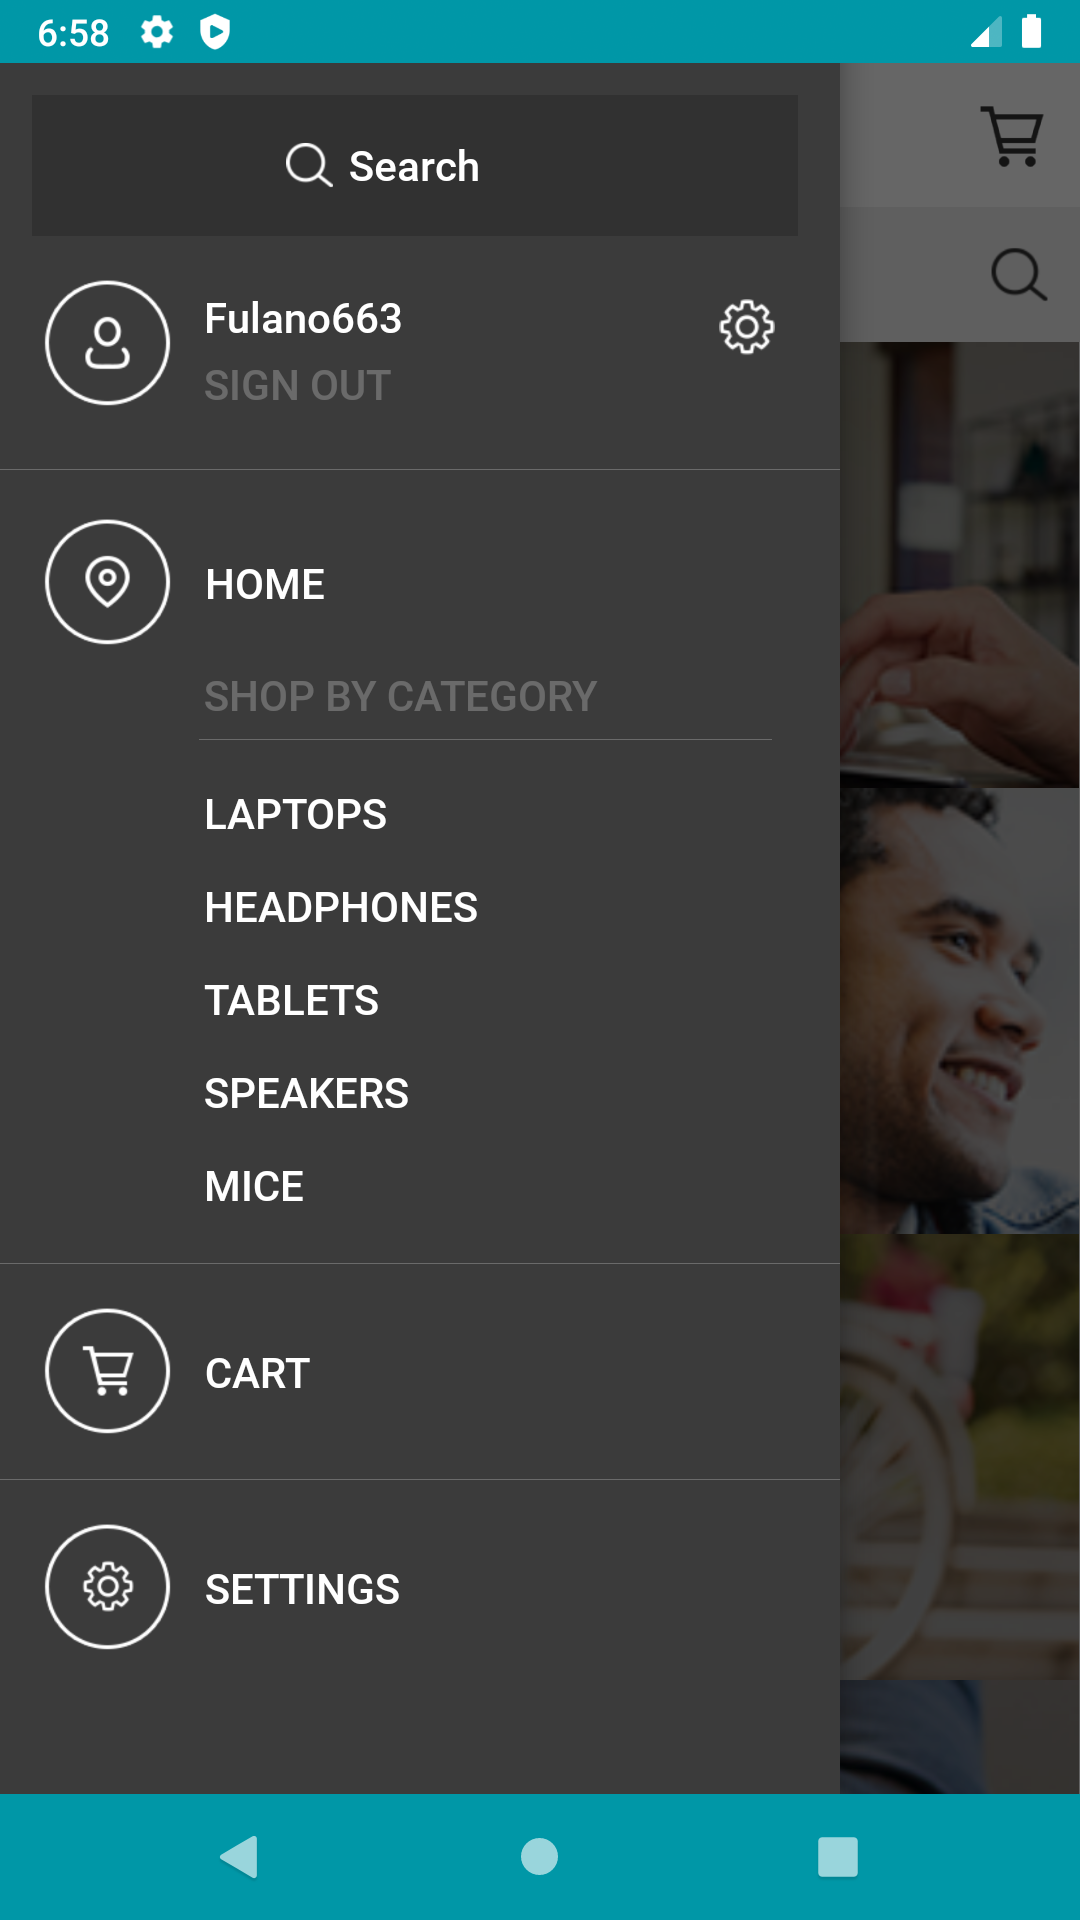 6:58
Search
Fulano663
SIGN OUT
HOME
SHOP BY CATEGORY
LAPTOPS
HEADPHONES
TABLETS
SPEAKERS
MICE
CART
SETTINGS